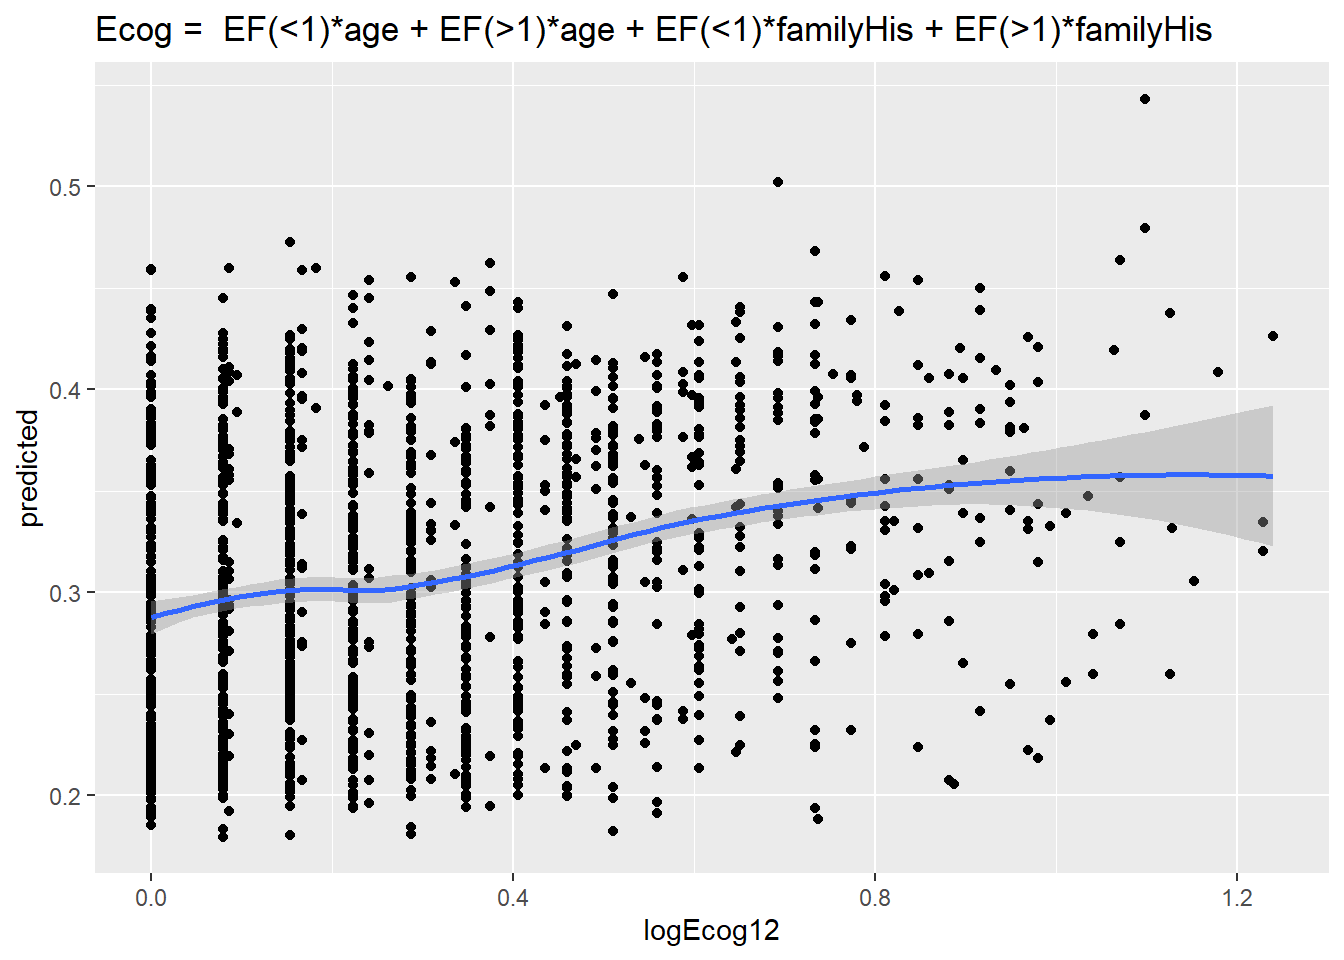 Ecog =  EF(<1)*age + EF(>1)*age + EF(<1)*familyHis + EF(>1)*familyHis
0.5
0.4
0.3
0.2
predicted
0.0 0.4 0.8 1.2
logEcog12